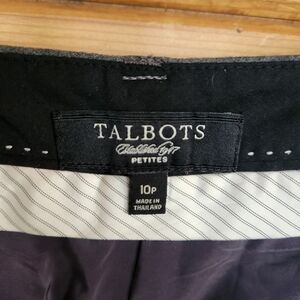 TALBOTS
Established 1947
PETITES
10P
MADE IN
THAILAND